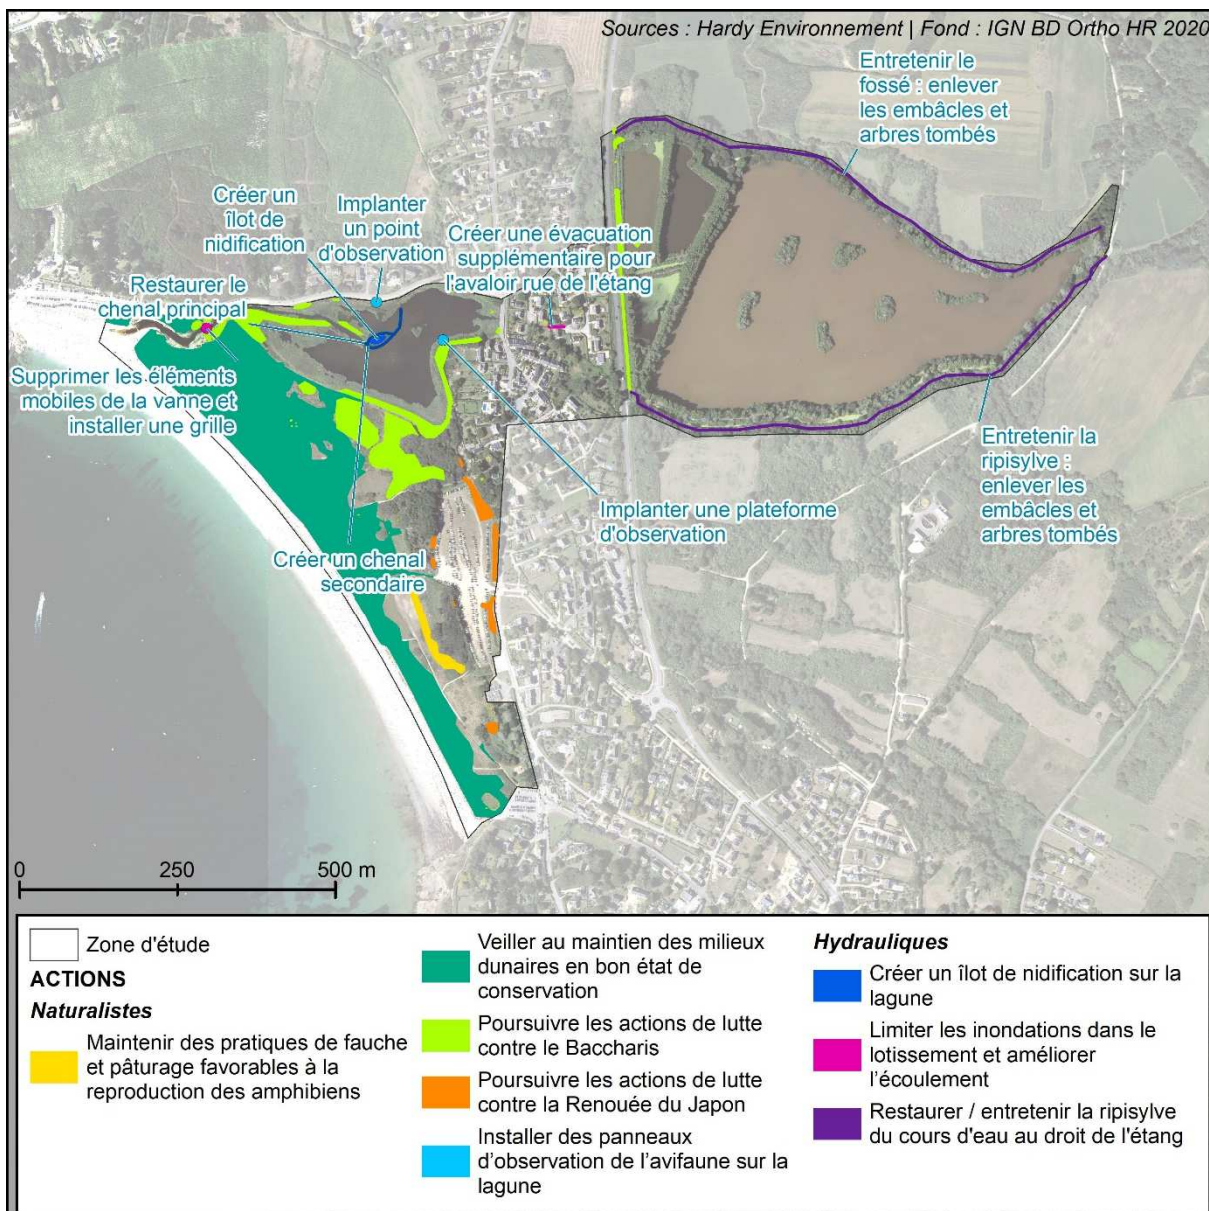 Sources : Hardy Environnement | Fond : IGN BD Ortho HR 2020
Entretenir le
fossé : enlever
les embâcles et
arbres tombés
Créer un
îlot de
nidification
Implanter
un point
d'observation
Créer une évacuation
supplémentaire pour
l'avaloir rue de l'étang
Restaurer le
chenal principal
Supprimer les éléments
mobiles de la vanne et
installer une grille
Entretenir la
ripisylve :
enlever les
embâcles et
arbres tombés
Implanter une plateforme
d'observation
Créer un chenal
secondaire
0 250 500 m
Zone d'étude
ACTIONS
Naturalistes
Maintenir des pratiques de fauche
et pâturage favorables à la
reproduction des amphibiens
Veiller au maintien des milieux
dunaires en bon état de
conservation
Poursuivre les actions de lutte
contre le Baccharis
Poursuivre les actions de lutte
contre la Renouée du Japon
Installer des panneaux
d’observation de l’avifaune sur la
lagune
Hydrauliques
Créer un îlot de nidification sur la
lagune
Limiter les inondations dans le
lotissement et améliorer
l’écoulement
Restaurer / entretenir la ripisylve
du cours d'eau au droit de l'étang